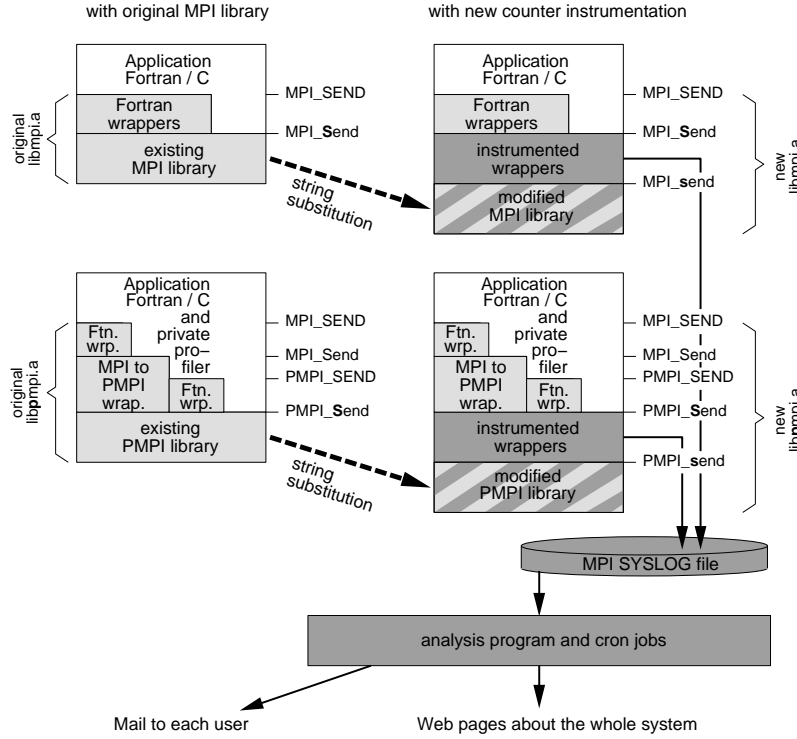 with original MPI library
with new counter instrumentation
Application
Fortran / C
Fortran
wrappers
existing
MPI library
original
libmpi.a
MPI_SEND
MPI_Send
string
substitution
Application
Fortran / C
Fortran
wrappers
instrumented
wrappers
modified
MPI library
MPI_SEND
MPI_Send
MPI_send
new
libmpi.a
Application
Fortran / C
and
private
pro–
filer
Ftn.
wrp.
MPI to
PMPI
wrap.
Ftn.
wrp.
existing
PMPI library
original
libpmpi.a
MPI_SEND
MPI_Send
PMPI_SEND
PMPI_Send
string
substitution
Application
Fortran / C
and
private
pro–
filer
Ftn.
wrp.
MPI to
PMPI
wrap.
Ftn.
wrp.
instrumented
wrappers
modified
PMPI library
MPI_SEND
MPI_Send
PMPI_SEND
PMPI_Send
PMPI_send
new
libpmpi.a
MPI SYSLOG file
analysis program and cron jobs
Mail to each user
Web pages about the whole system